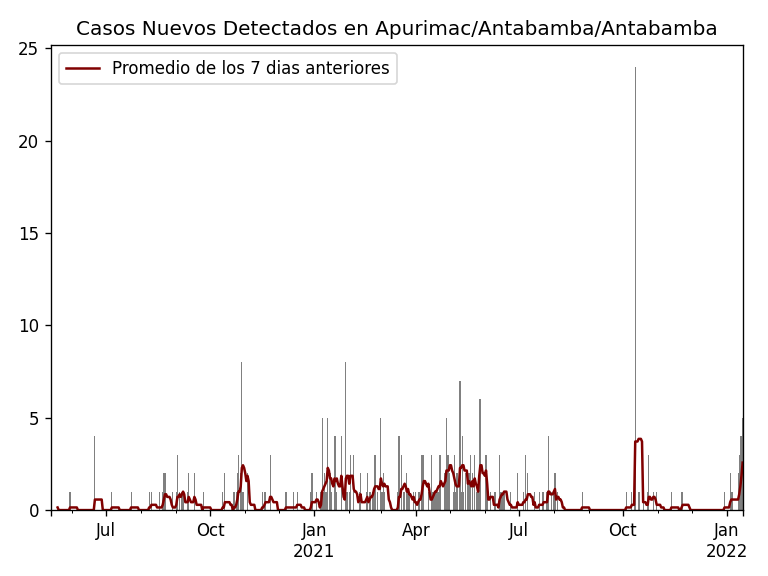 Casos Nuevos Detectados en Apurimac/Antabamba/Antabamba
Promedio de los 7 dias anteriores
25
20
15
10
5
0
Jul Oct Jan Apr Jul Oct Jan
2021 2022